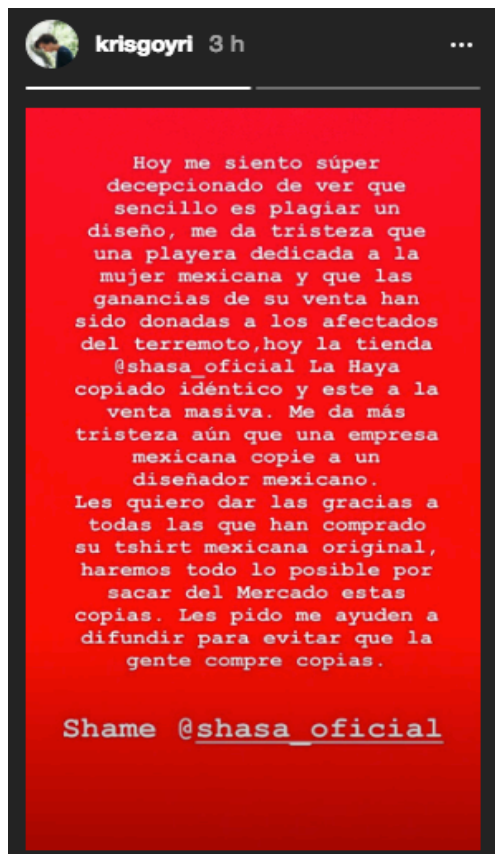 krisgoyri 3 h
Hoy me siento súper
decepcionado de ver que
sencillo es plagiar un
diseño, me da tristeza que
una playera dedicada a la
mujer mexicana y que las
ganancias de su venta han
sido donadas a los afectados
del terremoto,hoy la tienda
@shasa_oficial La Haya
copiado idéntico y este a la
venta masiva. Me da más
tristeza aún que una empresa
mexicana copie a un
diseñador mexicano.
Les quiero dar las gracias a
todas las que han comprado
su tshirt mexicana original,
haremos todo lo posible por
sacar del Mercado estas
copias. Les pido me ayuden a
difundir para evitar que la
gente compre copias.
Shame @shasa_oficial